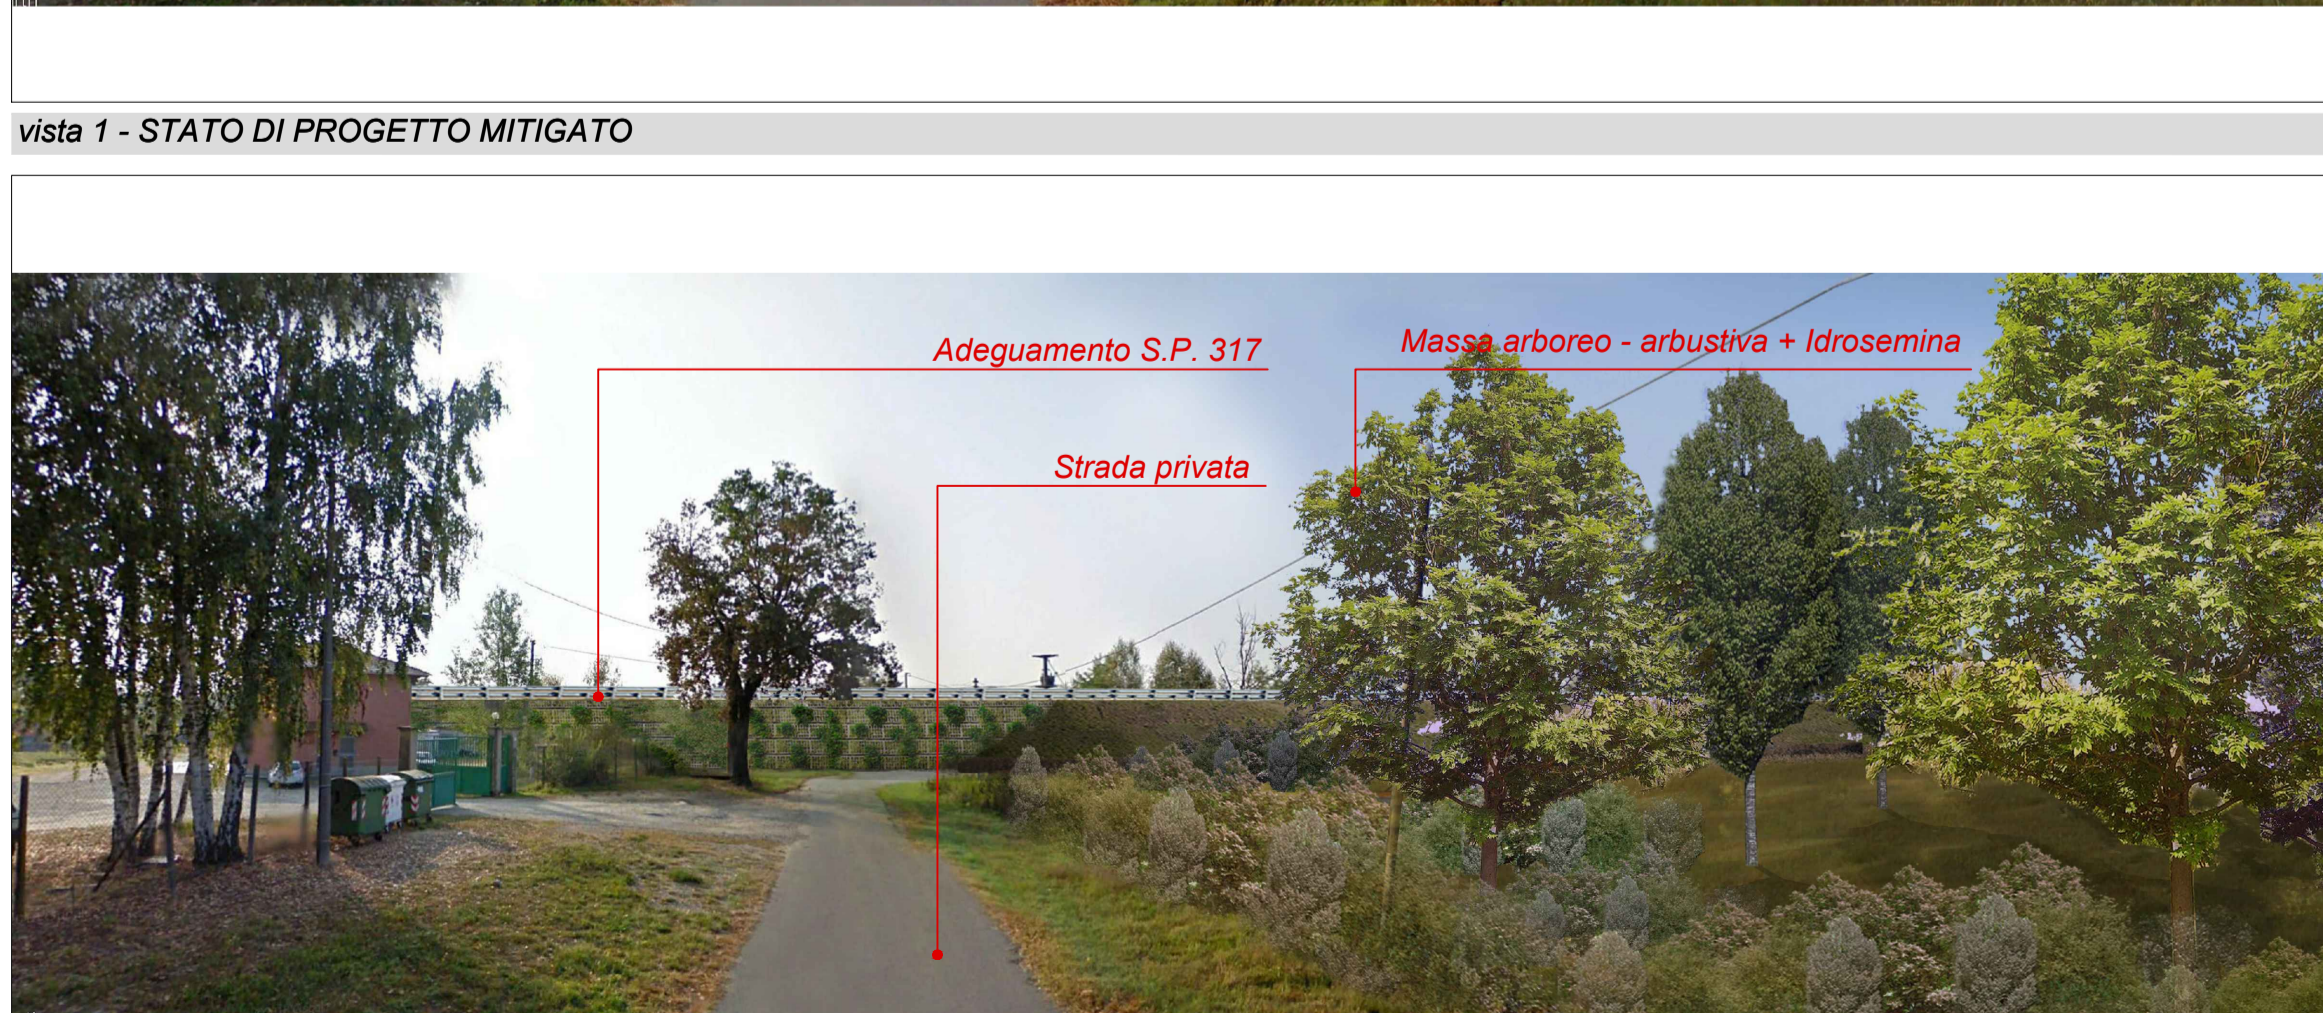 vista 1 - STATO DI PROGETTO MITIGATO
Adeguamento S.P. 317
Massa arboreo - arbustiva + Idrosemina
Strada privata